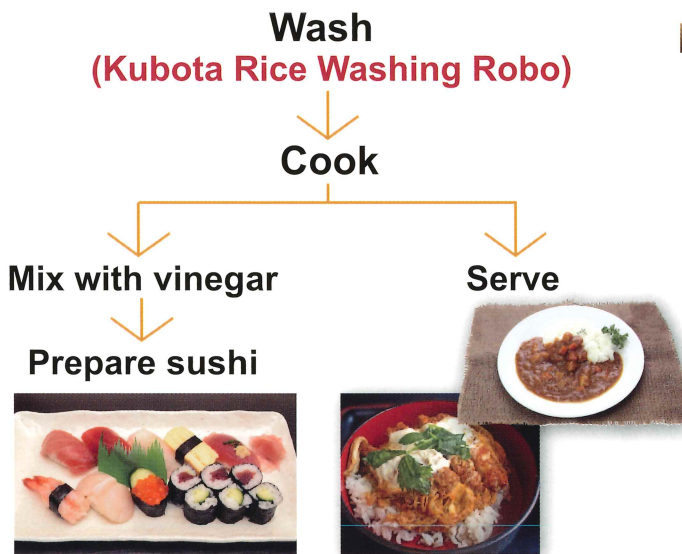 Wash
(Kubota Rice Washing Robo)
Cook
Mix with vinegar
Serve
Prepare sushi